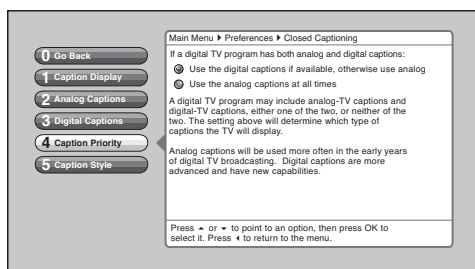 0 Go Back
1 Caption Display
2 Analog Captions
3 Digital Captions
4 Caption Priority
5 Caption Style
Main Menu ▶ Preferences ▶ Closed Captioning
If a digital TV program has both analog and digital captions:
Use the digital captions if available, otherwise use analog
Use the analog captions at all times
A digital TV program may include analog-TV captions and
digital-TV captions, either one of the two, or neither of the
two. The setting above will determine which type of
captions the TV will display.
Analog captions will be used more often in the early years
of digital TV broadcasting. Digital captions are more
advanced and have new capabilities.
Press ▲ or ▼ to point to an option, then press OK to
select it. Press ◀ to return to the menu.